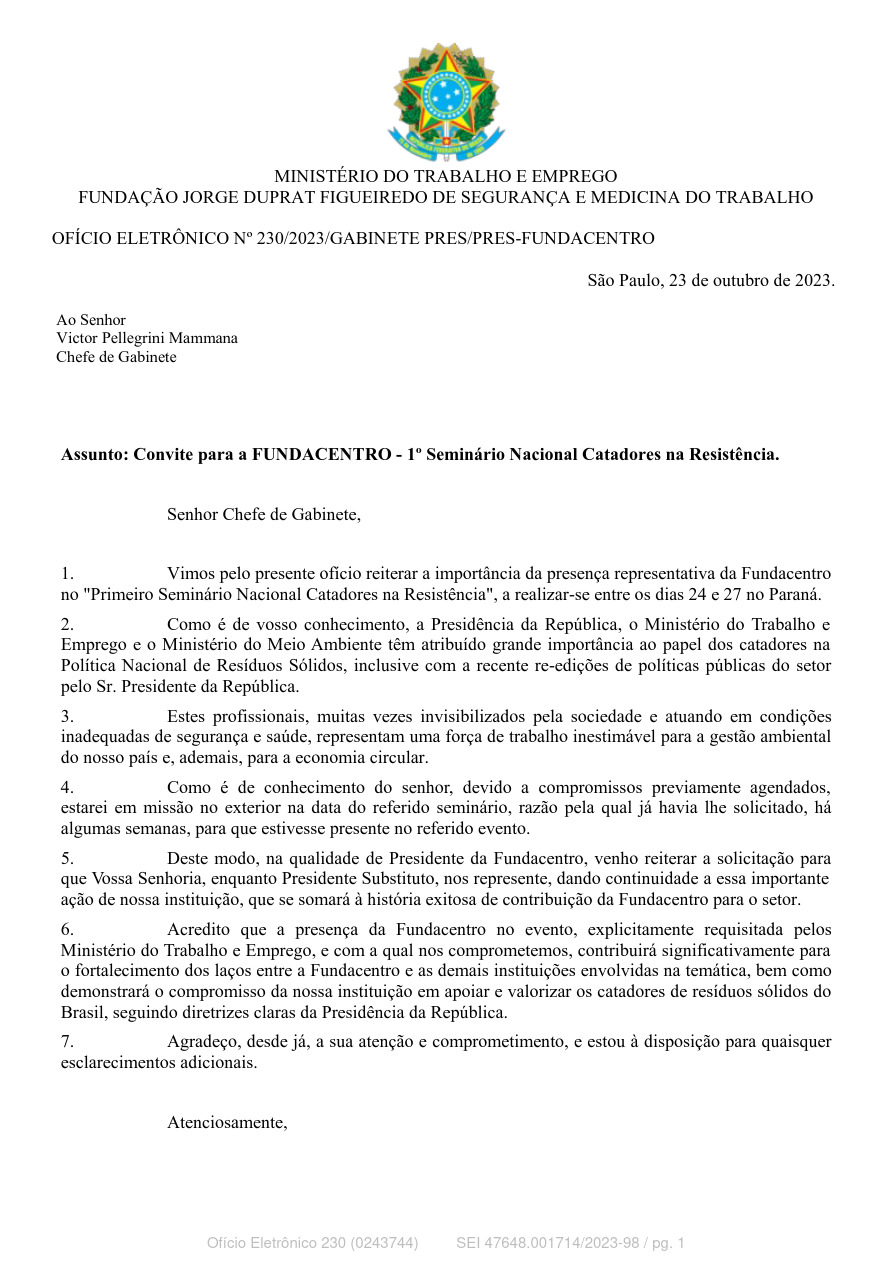 MINISTÉRIO DO TRABALHO E EMPREGO
FUNDAÇÃO JORGE DUPRAT FIGUEIREDO DE SEGURANÇA E MEDICINA DO TRABALHO
OFÍCIO ELETRÔNICO Nº 230/2023/GABINETE PRES/PRES-FUNDACENTRO
São Paulo, 23 de outubro de 2023.
Ao Senhor
Victor Pellegrini Mammana
Chefe de Gabinete
Assunto: Convite para a FUNDACENTRO - 1º Seminário Nacional Catadores na Resistência.
Senhor Chefe de Gabinete,
1. Vimos pelo presente ofício reiterar a importância da presença representativa da Fundacentro
no "Primeiro Seminário Nacional Catadores na Resistência", a realizar-se entre os dias 24 e 27 no Paraná.
2. Como é de vosso conhecimento, a Presidência da República, o Ministério do Trabalho e
Emprego e o Ministério do Meio Ambiente têm atribuído grande importância ao papel dos catadores na
Política Nacional de Resíduos Sólidos, inclusive com a recente re-edições de políticas públicas do setor
pelo Sr. Presidente da República.
3. Estes profissionais, muitas vezes invisibilizados pela sociedade e atuando em condições
inadequadas de segurança e saúde, representam uma força de trabalho inestimável para a gestão ambiental
do nosso país e, ademais, para a economia circular.
4. Como é de conhecimento do senhor, devido a compromissos previamente agendados,
estarei em missão no exterior na data do referido seminário, razão pela qual já havia lhe solicitado, há
algumas semanas, para que estivesse presente no referido evento.
5. Deste modo, na qualidade de Presidente da Fundacentro, venho reiterar a solicitação para
que Vossa Senhoria, enquanto Presidente Substituto, nos represente, dando continuidade a essa importante
ação de nossa instituição, que se somará à história exitosa de contribuição da Fundacentro para o setor.
6. Acredito que a presença da Fundacentro no evento, explicitamente requisitada pelos
Ministério do Trabalho e Emprego, e com a qual nos comprometemos, contribuirá significativamente para
o fortalecimento dos laços entre a Fundacentro e as demais instituições envolvidas na temática, bem como
demonstrará o compromisso da nossa instituição em apoiar e valorizar os catadores de resíduos sólidos do
Brasil, seguindo diretrizes claras da Presidência da República.
7. Agradeço, desde já, a sua atenção e comprometimento, e estou à disposição para quaisquer
esclarecimentos adicionais.
Atenciosamente,
Ofício Eletrônico 230 (0243744) SEI 47648.001714/2023-98 / pg. 1